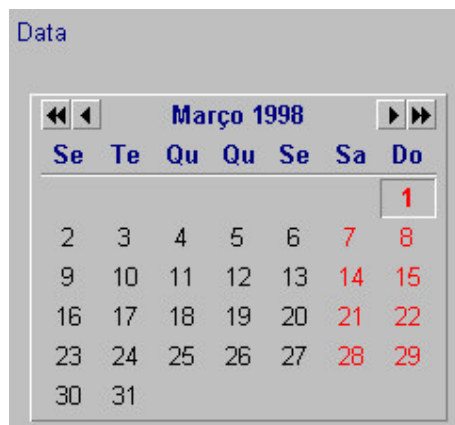 Data
Março 1998
Se Te Qu Qu Se Sa Do
1
2 3 4 5 6 7 8
9 10 11 12 13 14 15
16 17 18 19 20 21 22
23 24 25 26 27 28 29
30 31